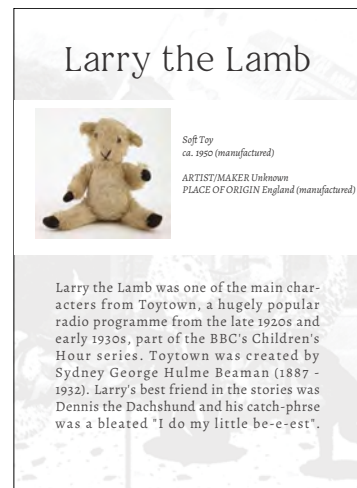 Larry the Lamb
Soft Toy
ca. 1950 (manufactured)
ARTIST/MAKER Unknown
PLACE OF ORIGIN England (manufactured)
Larry the Lamb was one of the main char-
acters from Toytown, a hugely popular
radio programme from the late 1920s and
early 1930s, part of the BBC's Children's
Hour series. Toytown was created by
Sydney George Hulme Beaman (1887 -
1932). Larry's best friend in the stories was
Dennis the Dachshund and his catch-phrse
was a bleated "I do my little be-e-est".